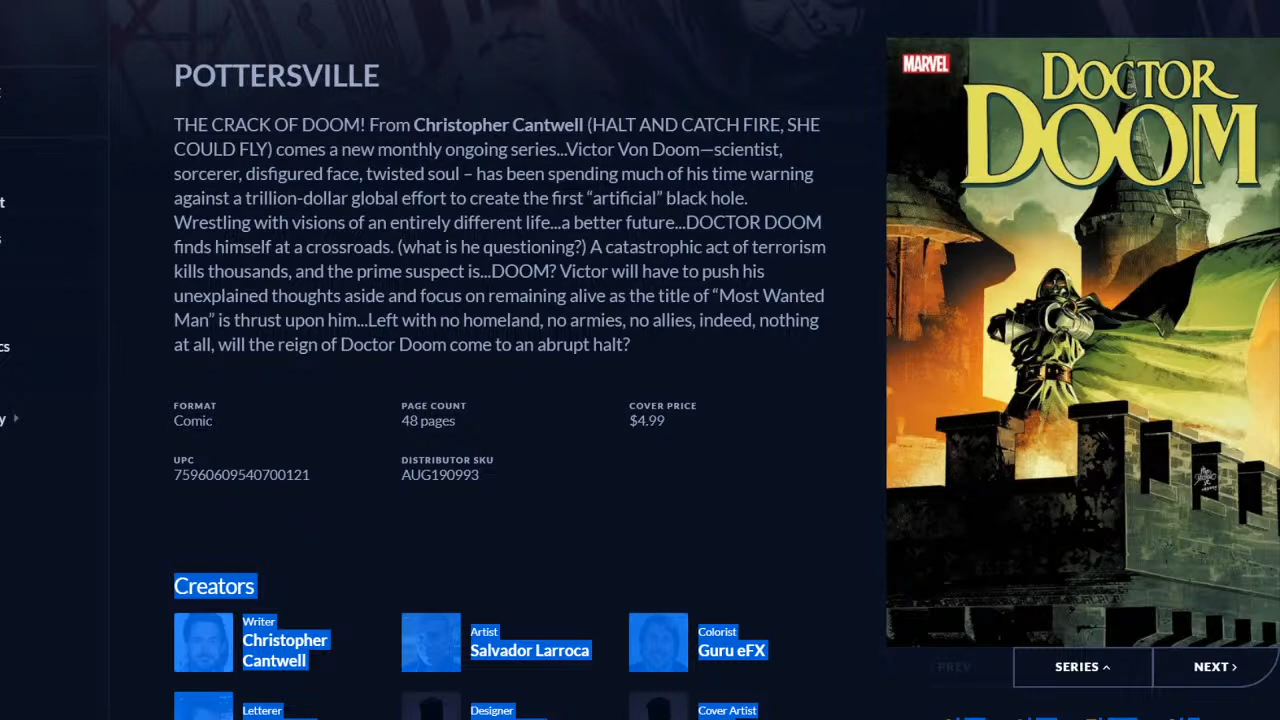 POTTERSVILLE
THE CRACK OF DOOM! From Christopher Cantwell (HALT AND CATCH FIRE, SHE
COULD FLY) comes a new monthly ongoing series...Victor Von Doom—scientist,
sorcerer, disfigured face, twisted soul – has been spending much of his time warning
against a trillion-dollar global effort to create the first “artificial” black hole.
Wrestling with visions of an entirely different life...a better future...DOCTOR DOOM
finds himself at a crossroads. (what is he questioning?) A catastrophic act of terrorism
kills thousands, and the prime suspect is...DOOM? Victor will have to push his
unexplained thoughts aside and focus on remaining alive as the title of “Most Wanted
Man” is thrust upon him...Left with no homeland, no armies, no allies, indeed, nothing
at all, will the reign of Doctor Doom come to an abrupt halt?
FORMAT
Comic
PAGE COUNT
48 pages
COVER PRICE
$4.99
UPC
75960609540700121
DISTRIBUTOR SKU
AUG190993
Creators
Writer
Christopher
Cantwell
Artist
Salvador Larroca
Colorist
Guru eFX
Letterer
Designer
Cover Artist
MARVEL
DOCTOR
DOOM
PREV
SERIES
NEXT